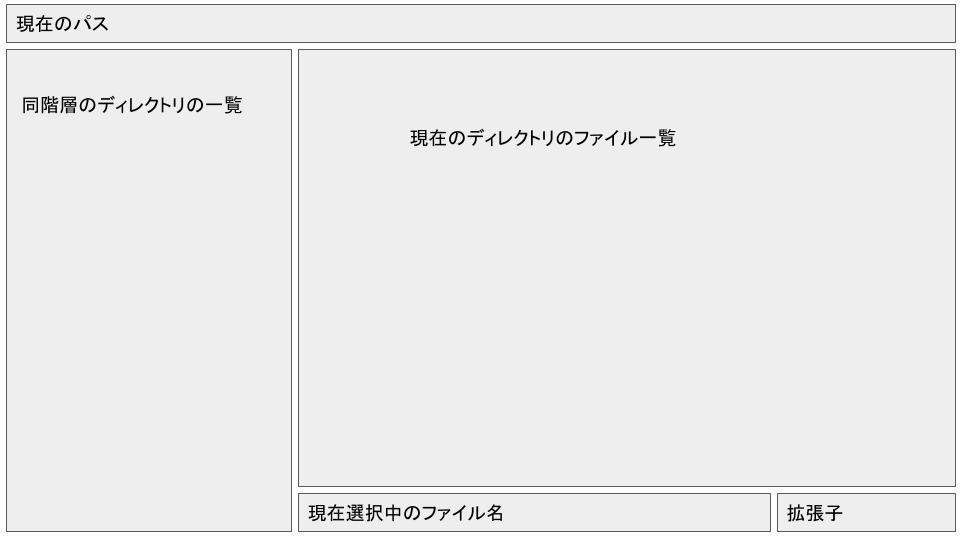 現在のパス
同階層のディレクトリの一覧
現在のディレクトリのファイル一覧
現在選択中のファイル名
拡張子